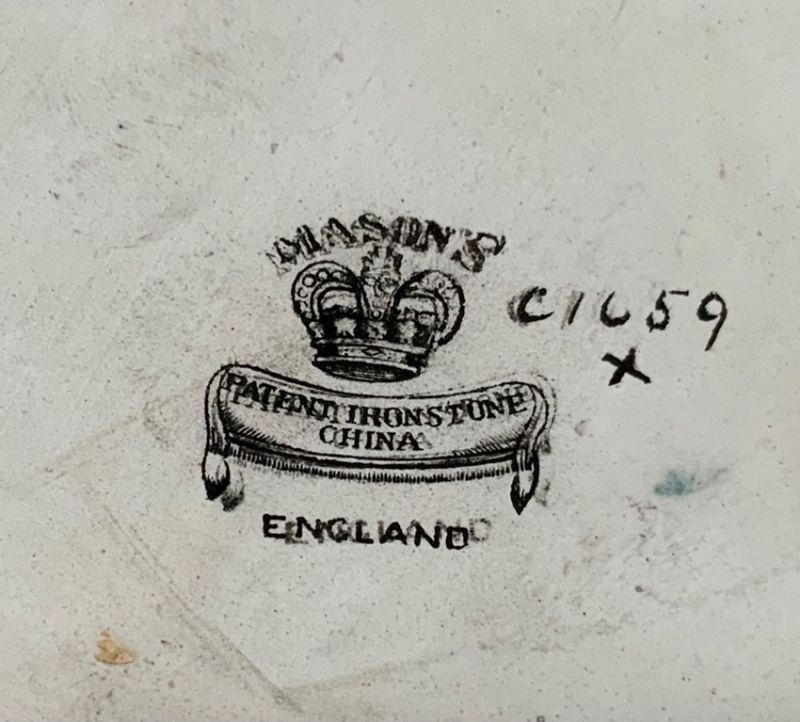 MASON'S
C1659
X
PATENT IRONSTONE
CHINA
ENGLAND